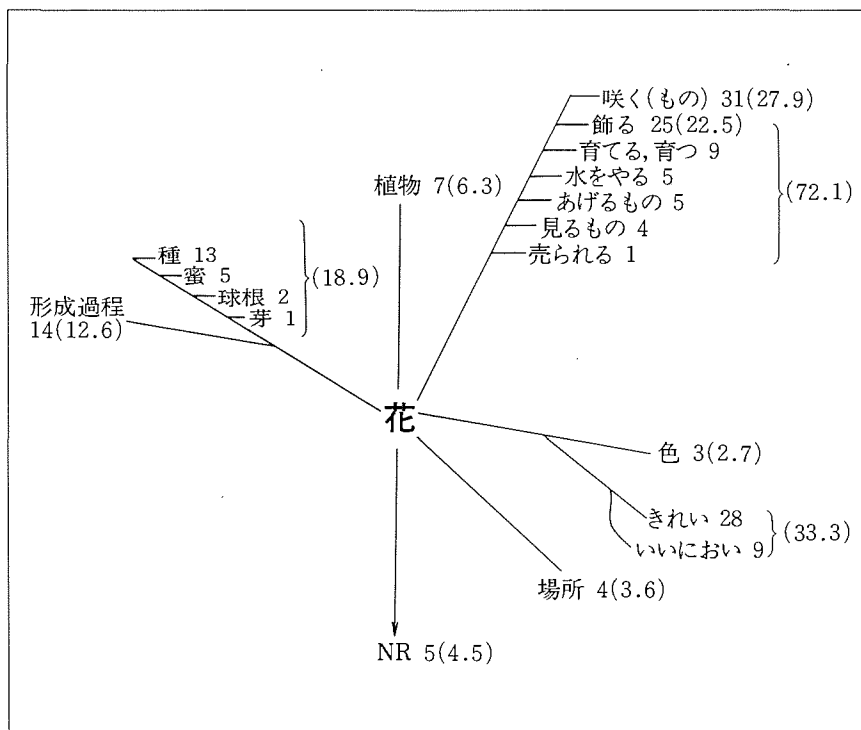 咲く(もの) 31(27.9)
飾る 25(22.5)
育てる,育つ 9
水をやる 5
あげるもの 5
見るもの 4
売られる 1
(72.1)
植物 7(6.3)
種 13
蜜 5
球根 2
芽 1
(18.9)
形成過程
14(12.6)
花
色 3(2.7)
きれい 28
いいにおい 9
(33.3)
場所 4(3.6)
NR 5(4.5)